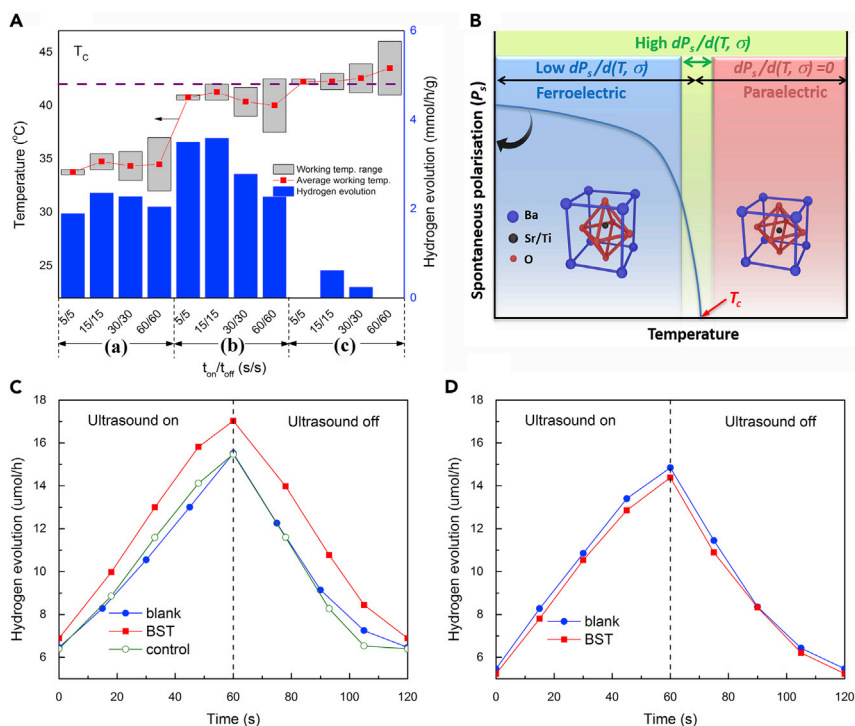 A
T_C
45
40
35
30
25
Temperature (°C)
6
4
2
0
Hydrogen evolution (mmol/h/g)
Working temp. range
Average working temp.
Hydrogen evolution
5/5
15/15
30/30
60/60
5/5
15/15
30/30
60/60
5/5
15/15
30/30
60/60
(a)
(b)
(c)
t_on/t_off (s/s)
B
High dP_s/d(T, σ)
Low dP_s/d(T, σ)
dP_s/d(T, σ)=0
Ferroelectric
Paraelectric
Spontaneous polarisation (P_s)
Ba
Sr/Ti
O
T_c
Temperature
C
18
16
14
12
10
8
6
Hydrogen evolution (umol/h)
Ultrasound on
Ultrasound off
blank
BST
control
0
20
40
60
80
100
120
Time (s)
D
18
16
14
12
10
8
6
Hydrogen evolution (umol/h)
Ultrasound on
Ultrasound off
blank
BST
0
20
40
60
80
100
120
Time (s)